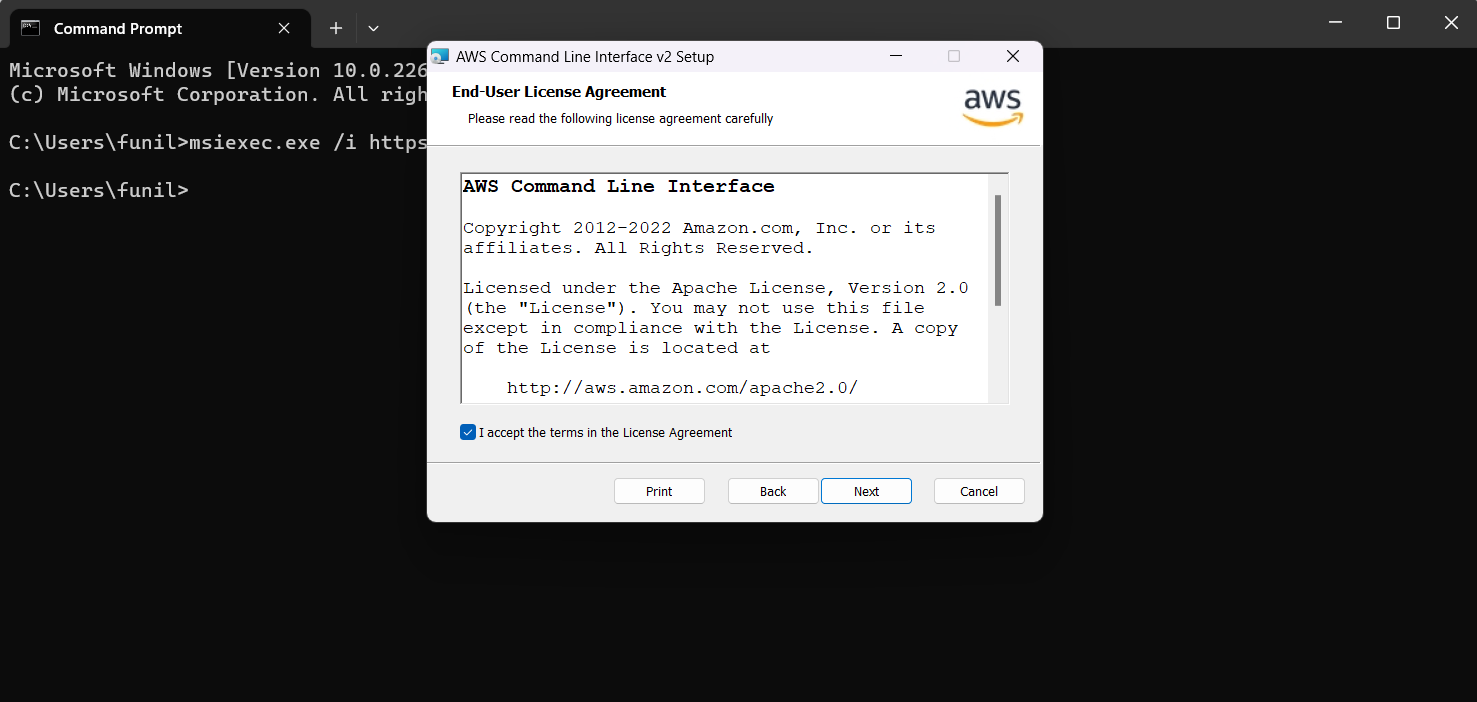 Command Prompt
Microsoft Windows [Version 10.0.226
(c) Microsoft Corporation. All righ
C:\Users\funil>msiexec.exe /i https
C:\Users\funil>
AWS Command Line Interface v2 Setup
End-User License Agreement
Please read the following license agreement carefully
aws
AWS Command Line Interface
Copyright 2012-2022 Amazon.com, Inc. or its
affiliates. All Rights Reserved.
Licensed under the Apache License, Version 2.0
(the "License"). You may not use this file
except in compliance with the License. A copy
of the License is located at
http://aws.amazon.com/apache2.0/
I accept the terms in the License Agreement
Print
Back
Next
Cancel